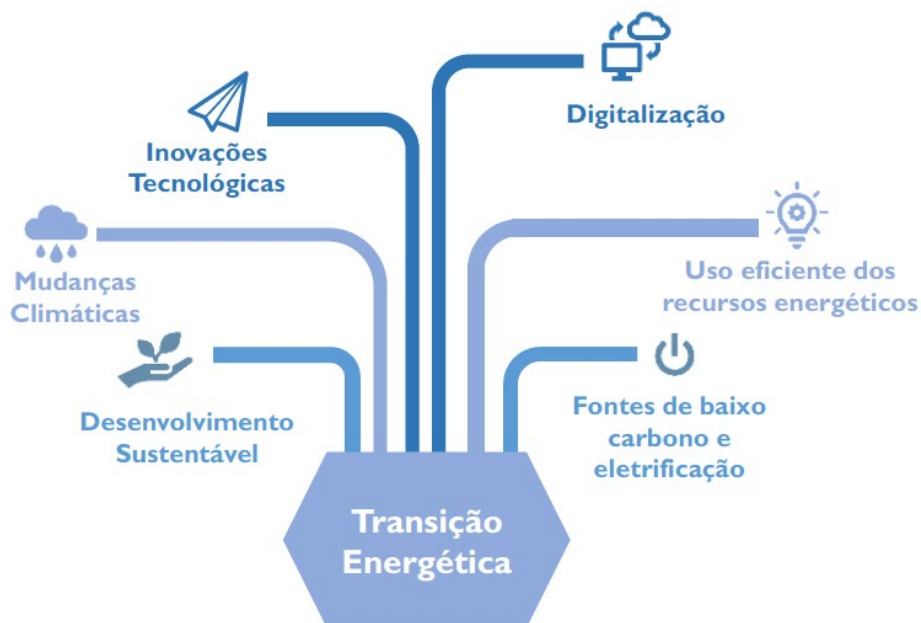 Digitalização
Inovações
Tecnológicas
Mudanças
Climáticas
Uso eficiente dos
recursos energéticos
Desenvolvimento
Sustentável
Fontes de baixo
carbono e
eletrificação
Transição
Energética